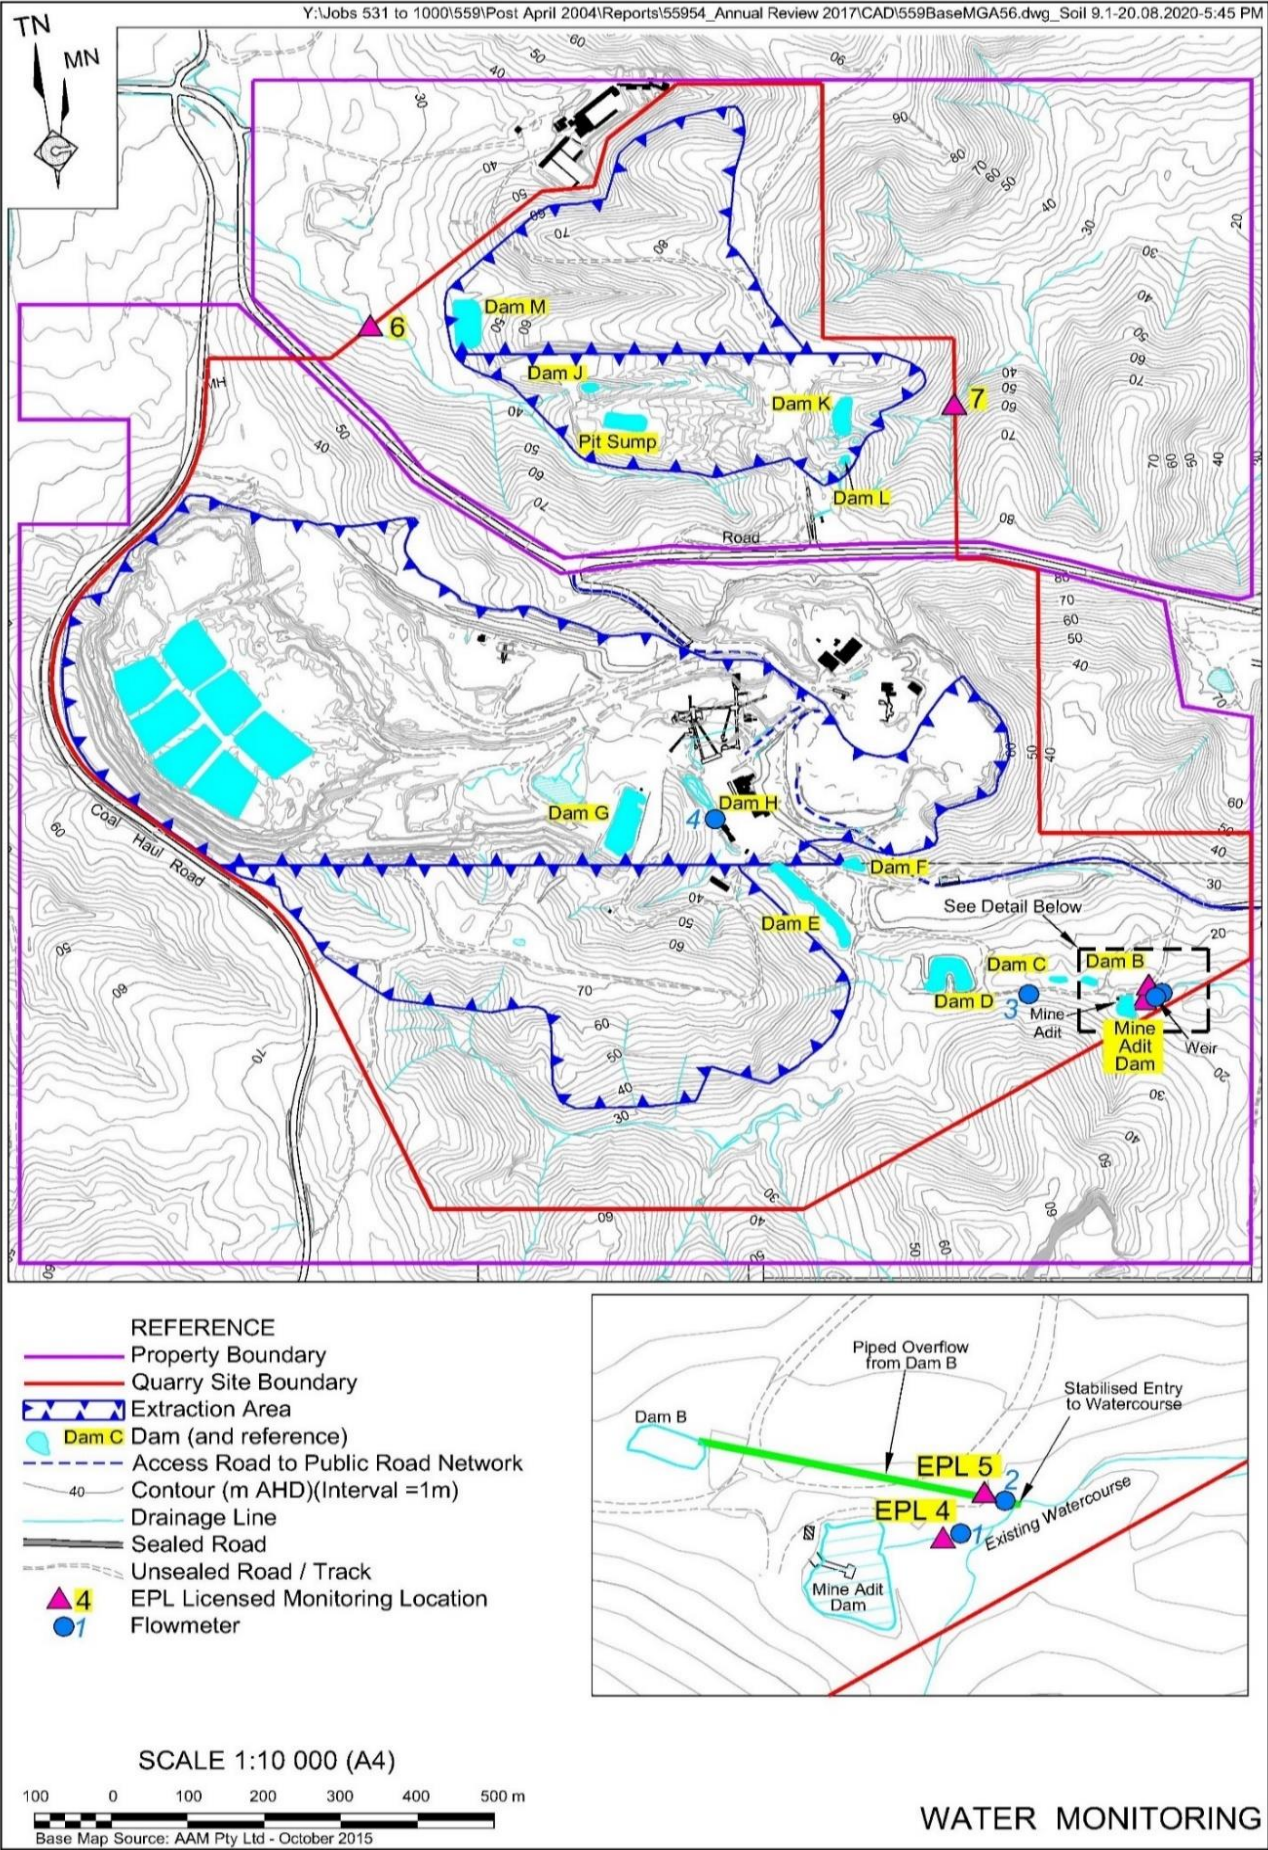 Y:\Jobs 531 to 1000\559\Post April 2004\Reports\55954_Annual Review 2017\CAD\559BaseMGA56.dwg_Soil 9.1-20.08.2020-5:45 PM
TN
MN
6
Dam M
Dam J
Pit Sump
Dam K
Dam L
7
MH
Road
Coal Haul Road
Dam G
4
Dam H
Dam F
Dam E
See Detail Below
Dam D
Dam C
3
Dam B
Mine
Adit
Mine
Adit
Dam
Weir
REFERENCE
Property Boundary
Quarry Site Boundary
Extraction Area
Dam C Dam (and reference)
Access Road to Public Road Network
40 Contour (m AHD)(Interval =1m)
Drainage Line
Sealed Road
Unsealed Road / Track
4 EPL Licensed Monitoring Location
1 Flowmeter
Piped Overflow
from Dam B
Stabilised Entry
to Watercourse
Dam B
EPL 5
2
EPL 4
1
Existing Watercourse
Mine Adit
Dam
SCALE 1:10 000 (A4)
100 0 100 200 300 400 500 m
Base Map Source: AAM Pty Ltd - October 2015
WATER MONITORING